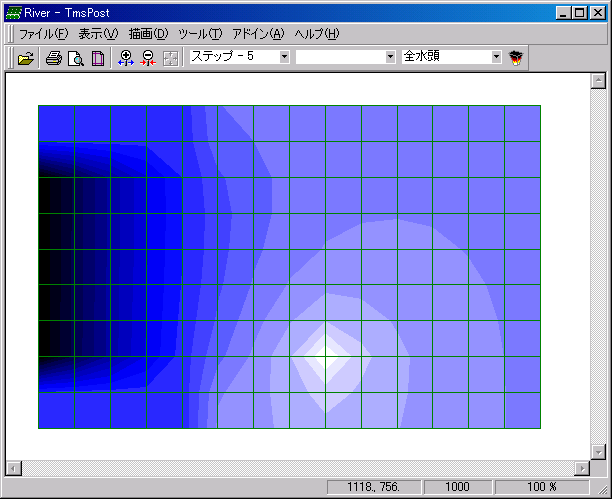 River - TmsPost
ファイル(F) 表示(V) 描画(D) ツール(T) アドイン(A) ヘルプ(H)
ステップ - 5 全水頭
1118., 756. 1000 100 %